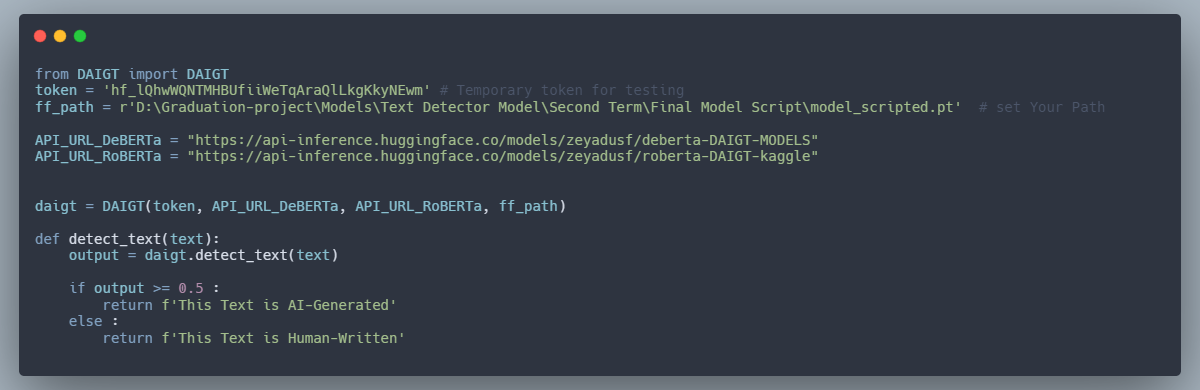 from DAIGT import DAIGT
token = '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' # Temporary token for testing
ff_path = r'D:\Graduation-project\Models\Text Detector Model\Second Term\Final Model Script\model_scripted.pt'  # set Your Path
API_URL_DeBERTa = "https://api-inference.huggingface.co/models/zeyadusf/deberta-DAIGT-MODELS"
API_URL_RoBERTa = "https://api-inference.huggingface.co/models/zeyadusf/roberta-DAIGT-kaggle"
daigt = DAIGT(token, API_URL_DeBERTa, API_URL_RoBERTa, ff_path)
def detect_text(text):
    output = daigt.detect_text(text)
    if output >= 0.5 :
        return f'This Text is AI-Generated'
    else :
        return f'This Text is Human-Written'